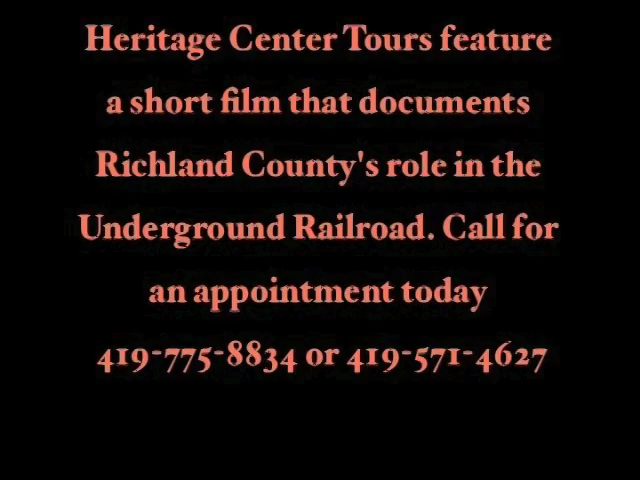 Heritage Center Tours feature
a short film that documents
Richland County's role in the
Underground Railroad. Call for
an appointment today
419-775-8834 or 419-571-4627